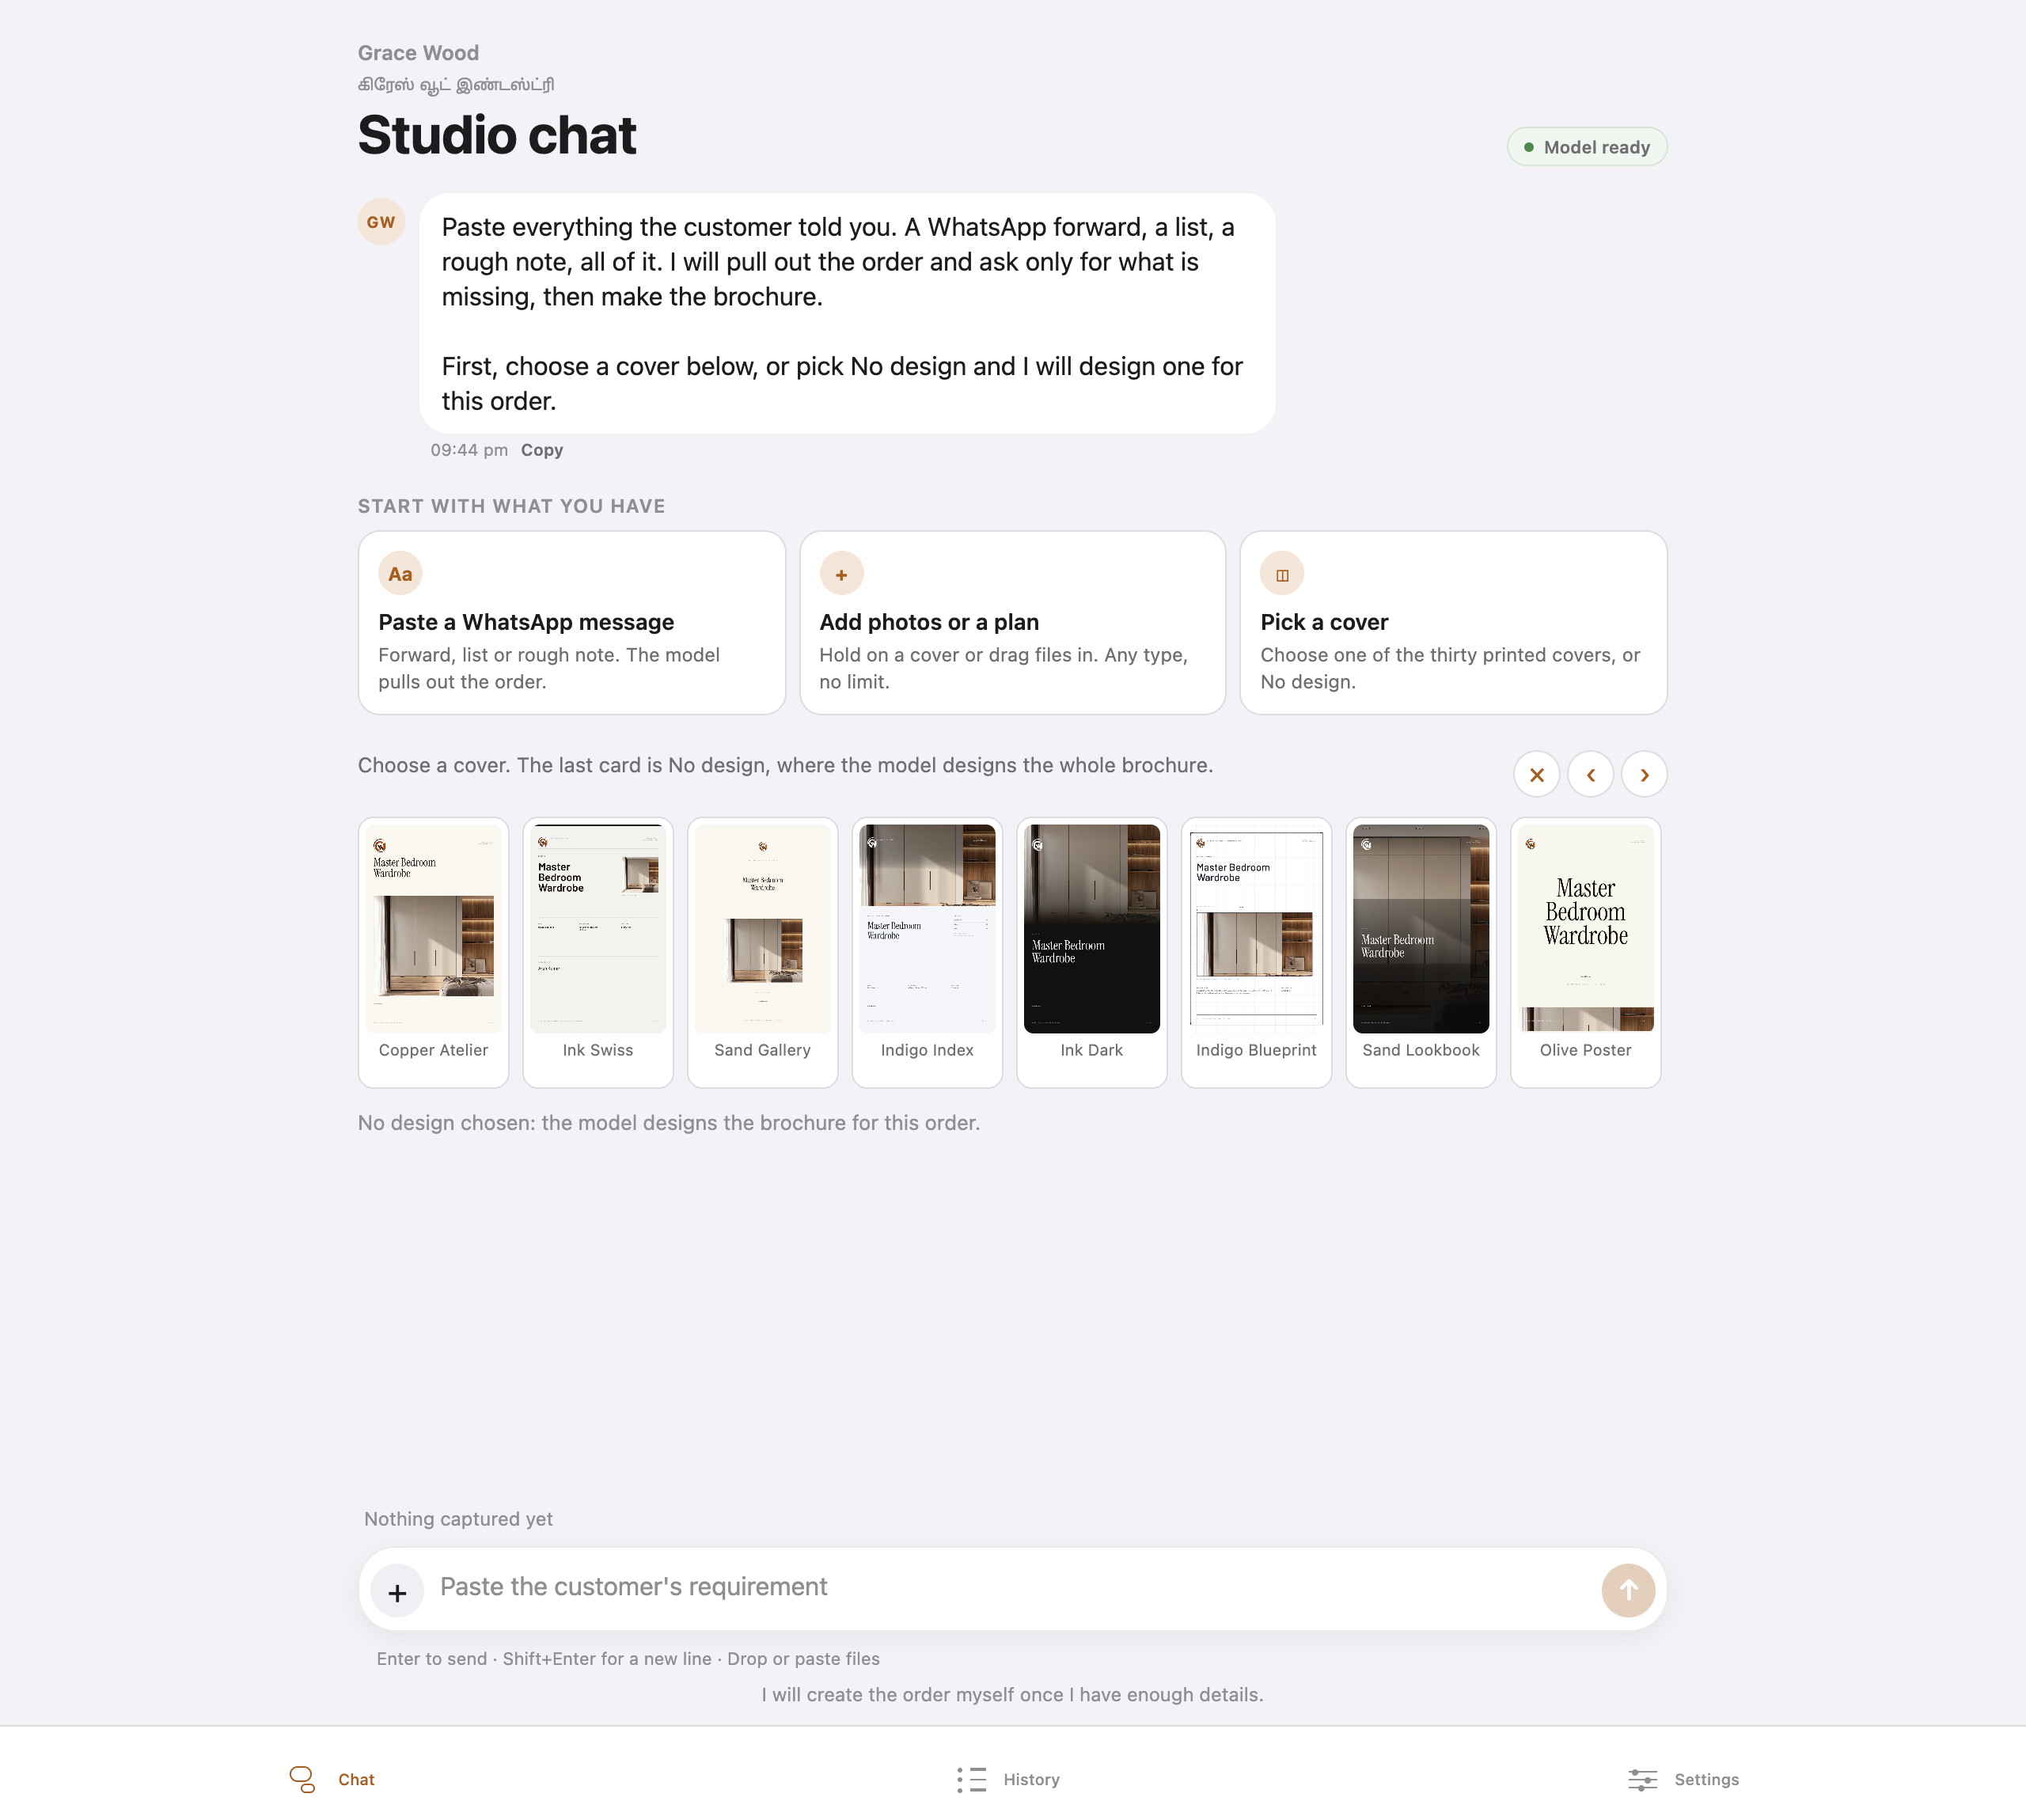 Grace Wood
கிரேஸ் வூட் இண்டஸ்ட்ரி
Studio chat
Model ready
GW
Paste everything the customer told you. A WhatsApp forward, a list, a
rough note, all of it. I will pull out the order and ask only for what is
missing, then make the brochure.
First, choose a cover below, or pick No design and I will design one for
this order.
09:44 pm Copy
START WITH WHAT YOU HAVE
Aa
Paste a WhatsApp message
Forward, list or rough note. The model
pulls out the order.
+
Add photos or a plan
Hold on a cover or drag files in. Any type,
no limit.
Pick a cover
Choose one of the thirty printed covers, or
No design.
Choose a cover. The last card is No design, where the model designs the whole brochure.
Master Bedroom
Wardrobe
Copper Atelier
Master
Bedroom
Wardrobe
Ink Swiss
Master Bedroom
Wardrobe
Sand Gallery
Master Bedroom
Wardrobe
Indigo Index
Master Bedroom
Wardrobe
Ink Dark
Master Bedroom
Wardrobe
Indigo Blueprint
Master Bedroom
Wardrobe
Sand Lookbook
Master
Bedroom
Wardrobe
Olive Poster
No design chosen: the model designs the brochure for this order.
Nothing captured yet
+ Paste the customer's requirement
Enter to send · Shift+Enter for a new line · Drop or paste files
I will create the order myself once I have enough details.
Chat
History
Settings